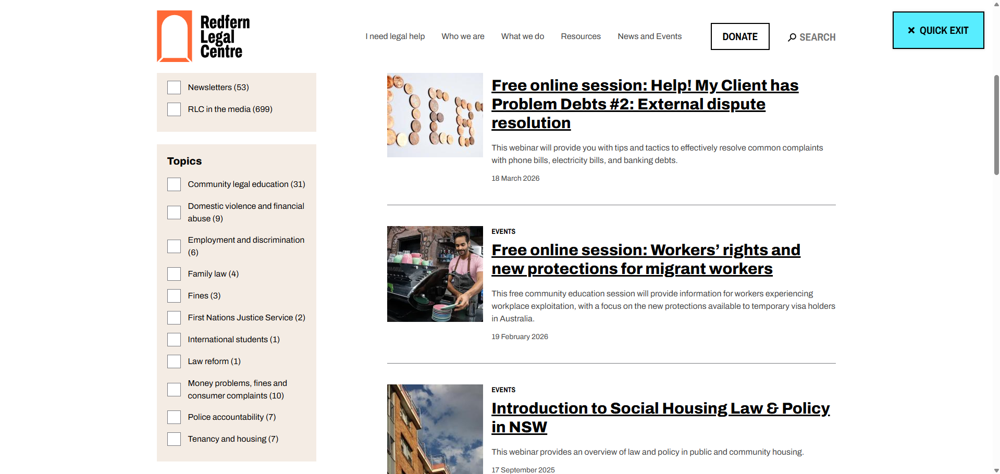 Redfern
Legal
Centre
I need legal help
Who we are
What we do
Resources
News and Events
DONATE
SEARCH
QUICK EXIT
Newsletters (53)
RLC in the media (699)
Topics
Community legal education (31)
Domestic violence and financial
abuse (9)
Employment and discrimination
(6)
Family law (4)
Fines (3)
First Nations Justice Service (2)
International students (1)
Law reform (1)
Money problems, fines and
consumer complaints (10)
Police accountability (7)
Tenancy and housing (7)
DEBT
Free online session: Help! My Client has
Problem Debts #2: External dispute
resolution
This webinar will provide you with tips and tactics to effectively resolve common complaints
with phone bills, electricity bills, and banking debts.
18 March 2026
EVENTS
Free online session: Workers’ rights and
new protections for migrant workers
This free community education session will provide information for workers experiencing
workplace exploitation, with a focus on the new protections available to temporary visa holders
in Australia.
19 February 2026
EVENTS
Introduction to Social Housing Law & Policy
in NSW
This webinar provides an overview of law and policy in public and community housing.
17 September 2025